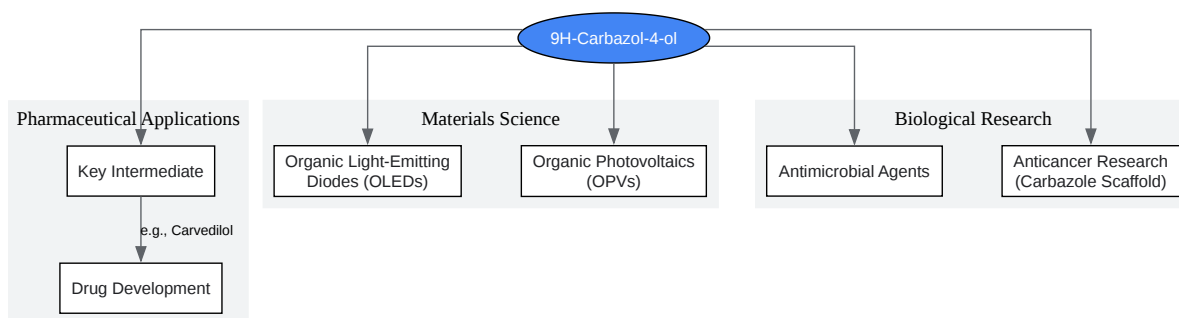 9H-Carbazol-4-ol
Pharmaceutical Applications
Materials Science
Biological Research
Key Intermediate
Organic Light-Emitting
Diodes (OLEDs)
Organic Photovoltaics
(OPVs)
Antimicrobial Agents
Anticancer Research
(Carbazole Scaffold)
e.g., Carvedilol
Drug Development